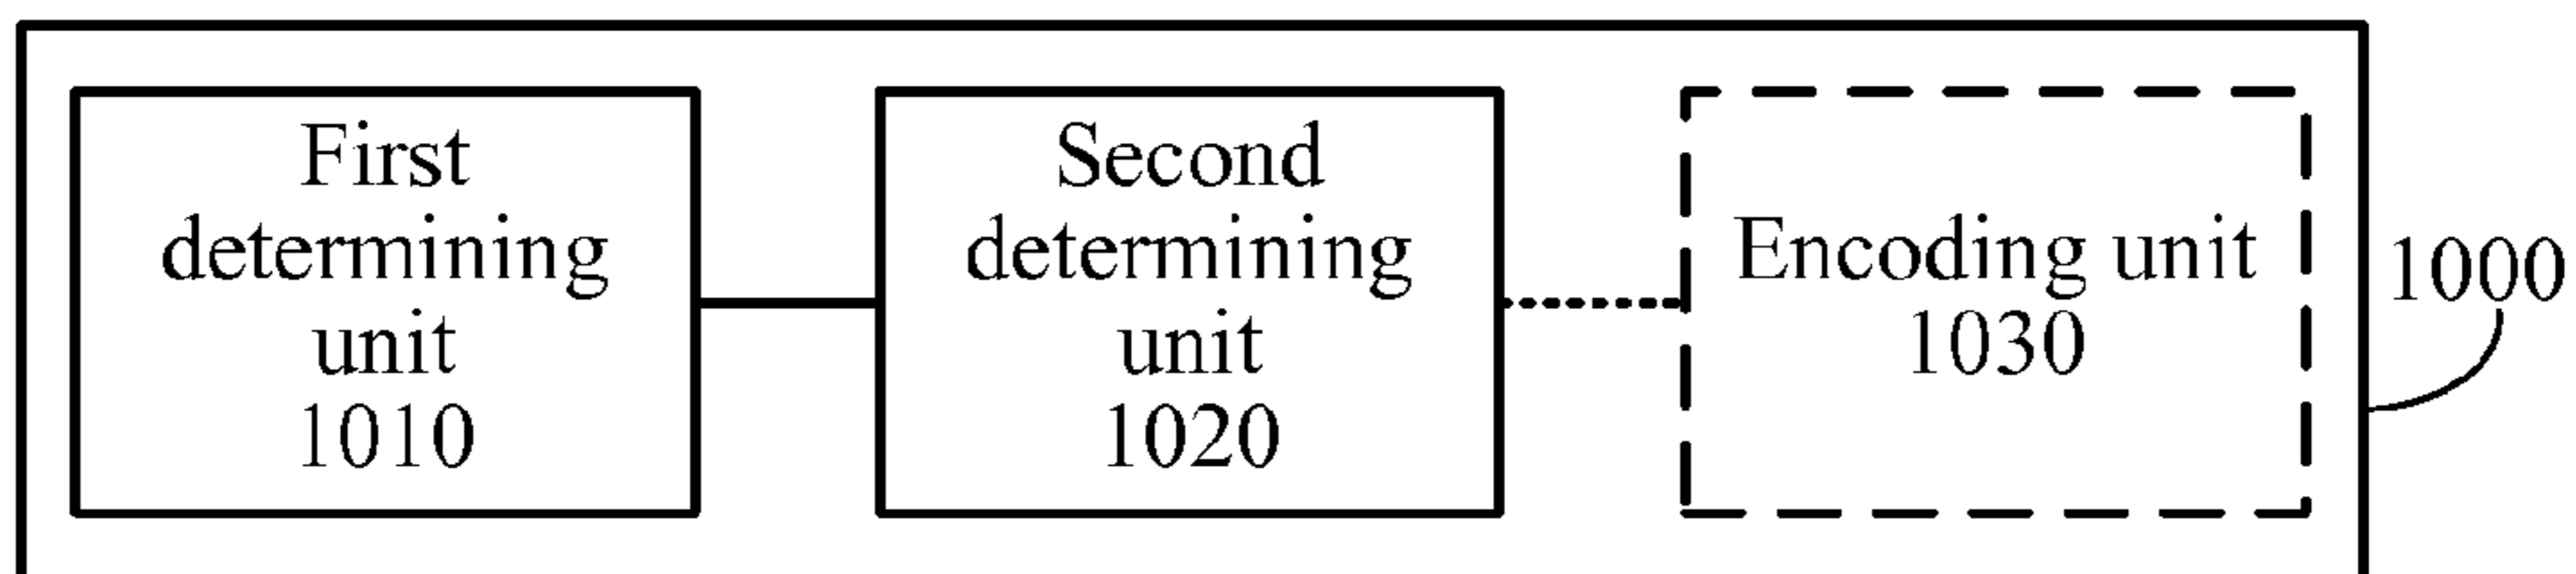 First
determining
unit
1010
Second
determining
unit
1020
Encoding unit
1030
1000